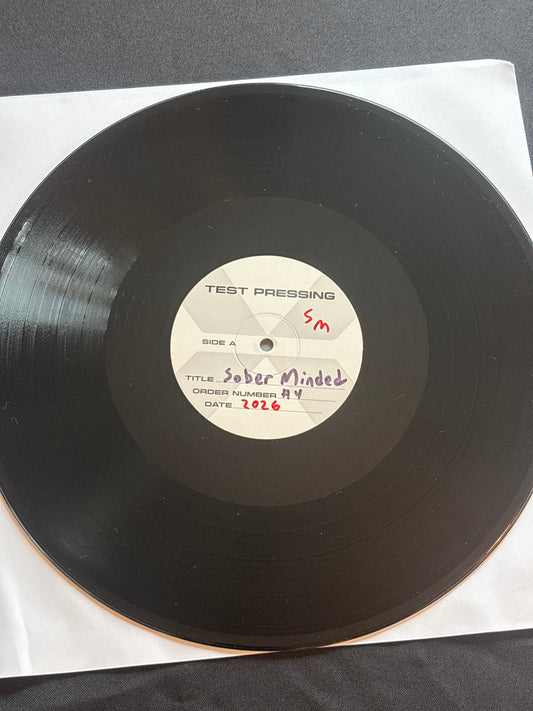 TEST PRESSING
SM
SIDE A
TITLE Sober Minded
ORDER NUMBER #4
DATE 2026